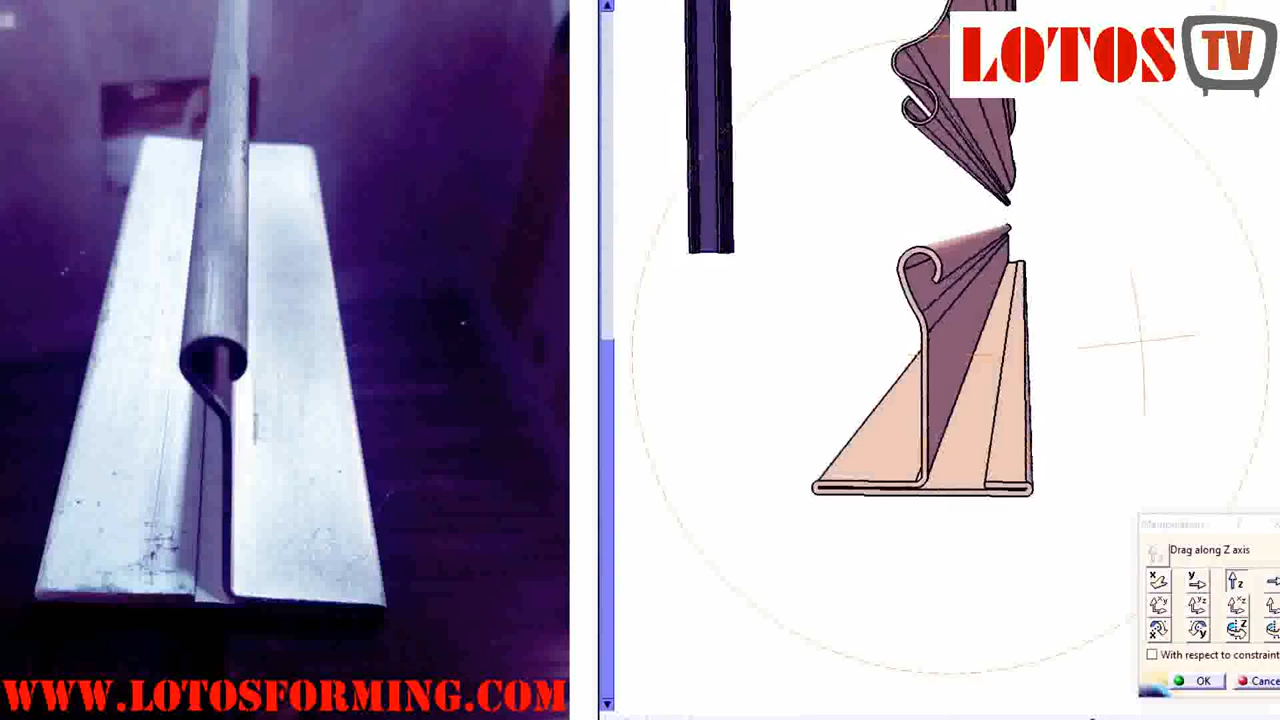 LOTOS TV
Drag along Z axis
With respect to constraint
OK
Cance
WWW.LOTOSFORMING.COM